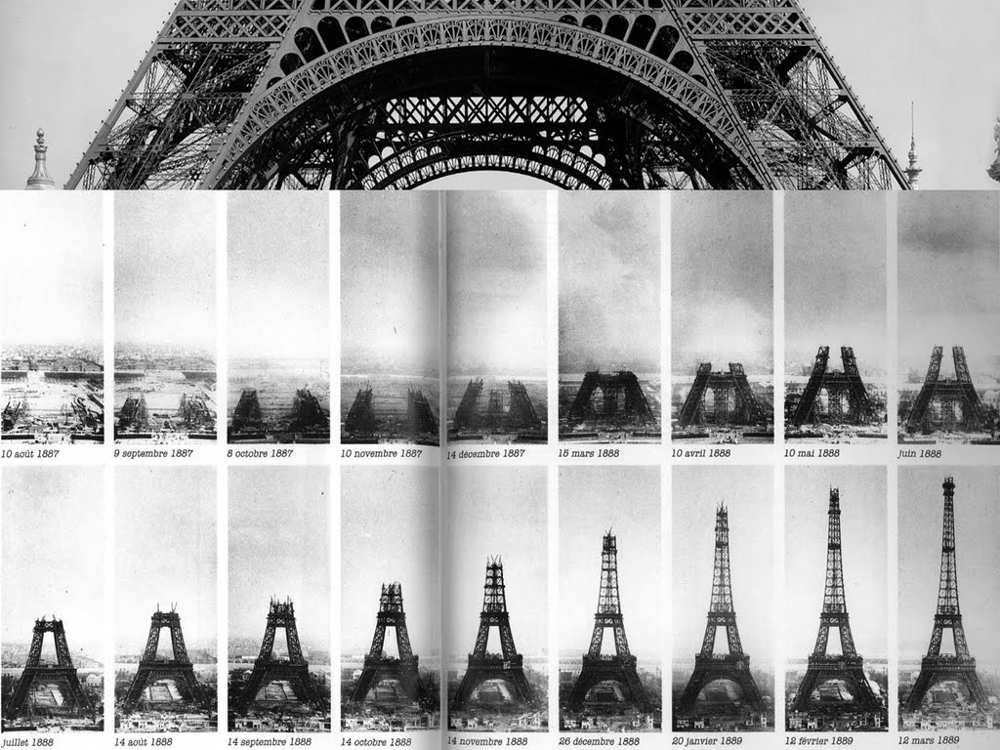 10 août 1887
9 septembre 1887
8 octobre 1887
10 novembre 1887
14 décembre 1887
15 mars 1888
10 avril 1888
10 mai 1888
juin 1888
juillet 1888
14 août 1888
14 septembre 1888
14 octobre 1888
14 novembre 1888
26 décembre 1888
20 janvier 1889
12 février 1889
12 mars 1889